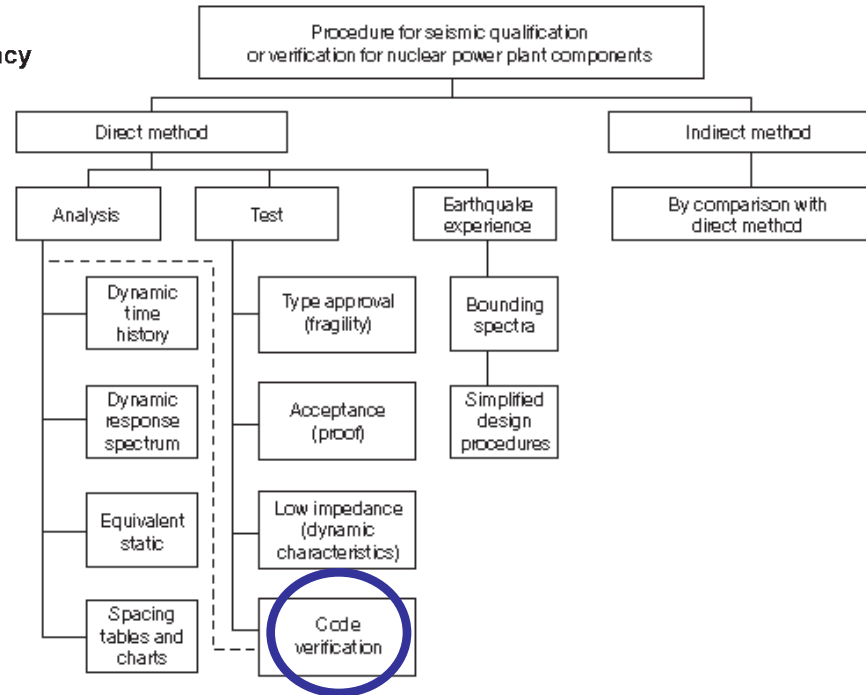 Procedure for seismic qualification
or verification for nuclear power plant components
Direct method
Indirect method
Analysis
Test
Earthquake
experience
By comparison with
direct method
Dynamic
time
history
Type approval
(fragility)
Bounding
spectra
Dynamic
response
spectrum
Acceptance
(proof)
Simplified
design
procedures
Equivalent
static
Low impedance
(dynamic
characteristics)
Spacing
tables and
charts
Code
verification